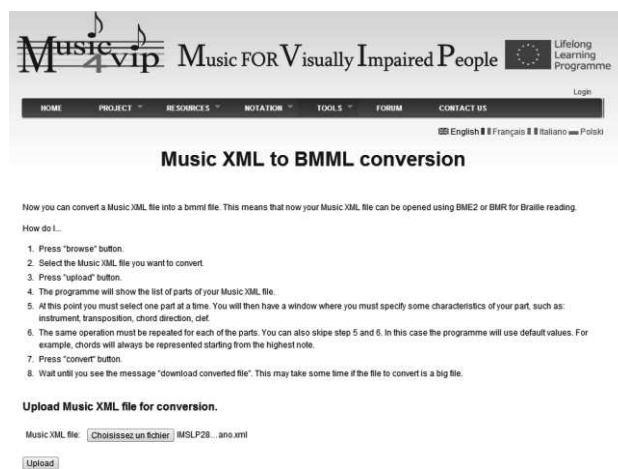 Music4vip Music FOR Visually Impaired People Lifelong
Learning
Programme
Login
HOME PROJECT RESOURCES NOTATION TOOLS FORUM CONTACT US
English Français Italiano Polski
Music XML to BMML conversion
Now you can convert a Music XML file into a bmml file. This means that now your Music XML file can be opened using BME2 or BMR for Braille reading.
How do I...
1. Press "browse" button.
2. Select the Music XML file you want to convert.
3. Press "upload" button.
4. The programme will show the list of parts of your Music XML file.
5. At this point you must select one part at a time. You will then have a window where you must specify some characteristics of your part, such as:
instrument, transposition, chord direction, clef.
6. The same operation must be repeated for each of the parts. You can also skipe step 5 and 6. In this case the programme will use default values. For
example, chords will always be represented starting from the highest note.
7. Press "convert" button.
8. Wait until you see the message "download converted file". This may take some time if the file to convert is a big file.
Upload Music XML file for conversion.
Music XML file: Choisissez un fichier IMSLP28...ano.xml
Upload